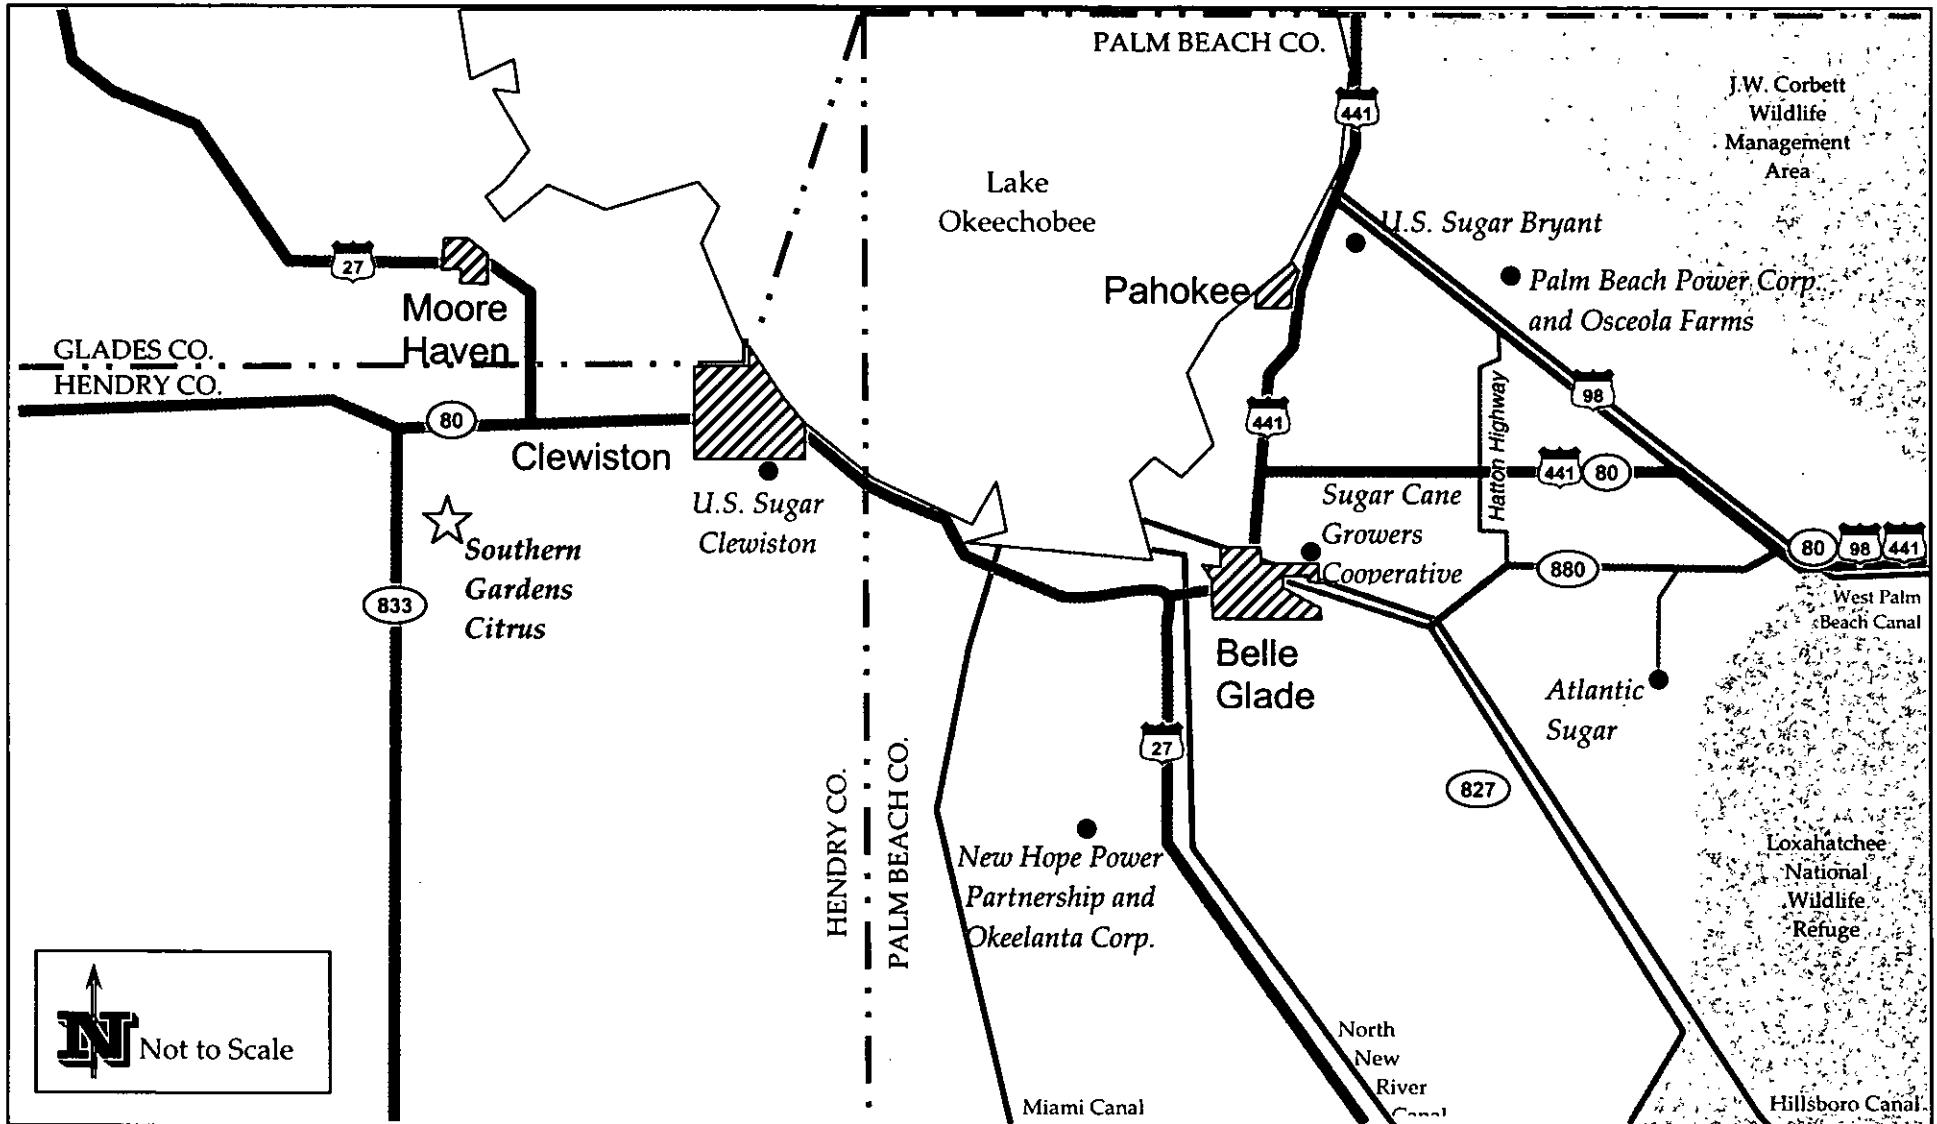 PALM BEACH CO.
J.W. Corbett
Wildlife
Management
Area
441
Lake
Okeechobee
U.S. Sugar Bryant
27
Moore
Haven
Pahokee
Palm Beach Power Corp.
and Osceola Farms
GLADES CO.
HENDRY CO.
98
80
441
Hatton Highway
Clewiston
441 80
U.S. Sugar
Clewiston
Sugar Cane
Growers
Cooperative
80 98 441
880
Southern
Gardens
Citrus
833
West Palm
Beach Canal
Belle
Glade
Atlantic
Sugar
27
827
HENDRY CO.
PALM BEACH CO.
New Hope Power
Partnership and
Okeelanta Corp.
Loxahatchee
National
Wildlife
Refuge
N
Not to Scale
North
New
River
Canal
Miami Canal
Hillsboro Canal